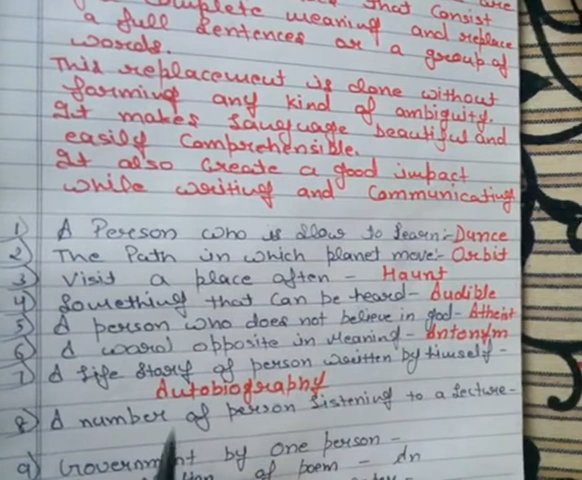 complete meaning and replace
that consist
a full sentences or a group of
words.
This replacement is done without
farming any kind of ambiguity.
It makes language beautiful and
easily comprehensible.
It also create a good impact
while writing and communicating
1) A Person who is slow to learn:- Dunce
2) The Path in which planet move:- Orbit
3) Visit a place often - Haunt
4) Something that can be heard- Audible
5) A person who does not believe in god- Atheist
6) A word opposite in Meaning - Antonym
7) A life story of person written by himself -
Autobiography
8) A number of person listening to a lecture-
9) Government by one person -
of poem - An